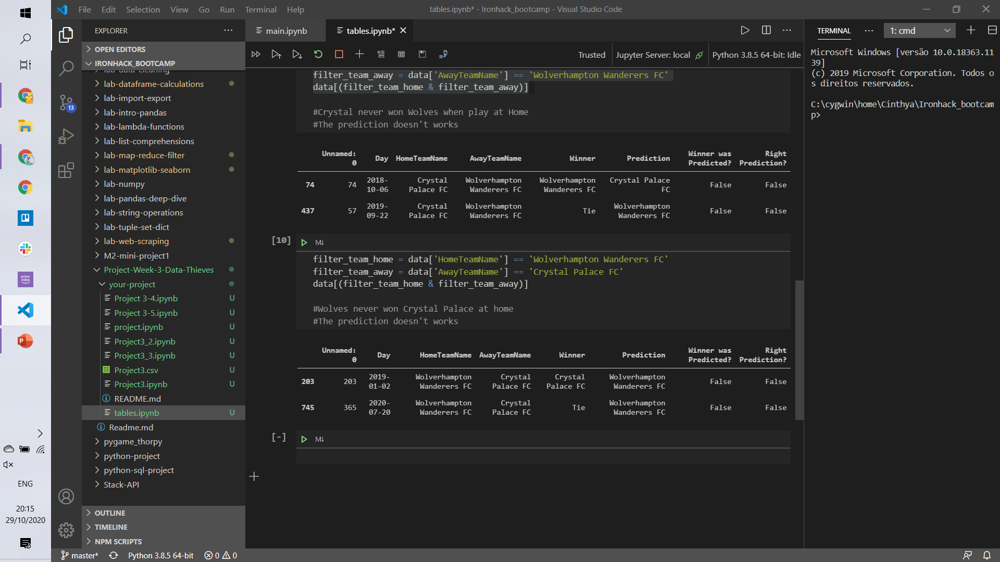 File Edit Selection View Go Run Terminal Help
tables.ipynb* - Ironhack_bootcamp - Visual Studio Code
EXPLORER
OPEN EDITORS
IRONHACK_BOOTCAMP
lab-data-cleaning
lab-dataframe-calculations
lab-import-export
lab-intro-pandas
lab-lambda-functions
lab-list-comprehensions
lab-map-reduce-filter
lab-matplotlib-seaborn
lab-numpy
lab-pandas-deep-dive
lab-string-operations
lab-tuple-set-dict
lab-web-scraping
M2-mini-project1
Project-Week-3-Data-Thieves
your-project
Project 3-4.ipynb U
Project 3-5.ipynb U
project.ipynb U
Project3_2.ipynb U
Project3_3.ipynb U
Project3.csv U
Project3.ipynb U
README.md
tables.ipynb U
Readme.md
pygame_thorpy
python-project
python-sql-project
Stack-API
OUTLINE
TIMELINE
NPM SCRIPTS
13
prime video
P
ENG
20:15
29/10/2020
main.ipynb
tables.ipynb*
Trusted
Jupyter Server: local
Python 3.8.5 64-bit: Idle
filter_team_away = data['AwayTeamName'] == 'Wolverhampton Wanderers FC'
data[(filter_team_home & filter_team_away)]
#Crystal never won Wolves when play at Home
#The prediction doesn't works
Unnamed: 0 Day HomeTeamName AwayTeamName Winner Prediction Winner was Predicted? Right Prediction?
74 74 2018-10-06 Crystal Palace FC Wolverhampton Wanderers FC Wolverhampton Wanderers FC Crystal Palace FC False False
437 57 2019-09-22 Crystal Palace FC Wolverhampton Wanderers FC Tie Wolverhampton Wanderers FC False False
[10]
M↓
filter_team_home = data['HomeTeamName'] == 'Wolverhampton Wanderers FC'
filter_team_away = data['AwayTeamName'] == 'Crystal Palace FC'
data[(filter_team_home & filter_team_away)]
#Wolves never won Crystal Palace at home
#The prediction doesn't works
Unnamed: 0 Day HomeTeamName AwayTeamName Winner Prediction Winner was Predicted? Right Prediction?
203 203 2019-01-02 Wolverhampton Wanderers FC Crystal Palace FC Crystal Palace FC Wolverhampton Wanderers FC False False
745 365 2020-07-20 Wolverhampton Wanderers FC Crystal Palace FC Tie Wolverhampton Wanderers FC False False
[-]
M↓
TERMINAL
1: cmd
Microsoft Windows [versão 10.0.18363.11
39]
(c) 2019 Microsoft Corporation. Todos o
s direitos reservados.
C:\cygwin\home\Cinthya\Ironhack_bootcam
p>
master*
Python 3.8.5 64-bit
0
0